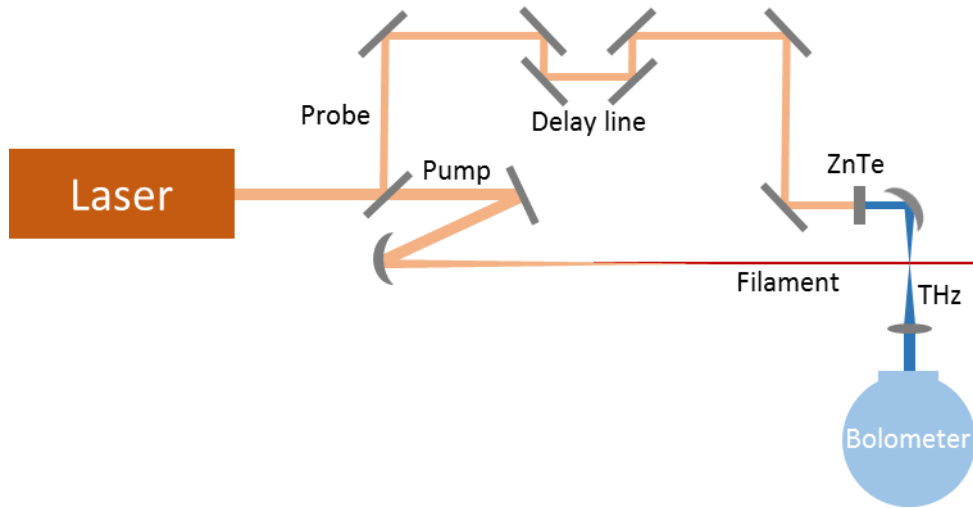 Probe
Delay line
Laser
Pump
ZnTe
Filament
THz
Bolometer